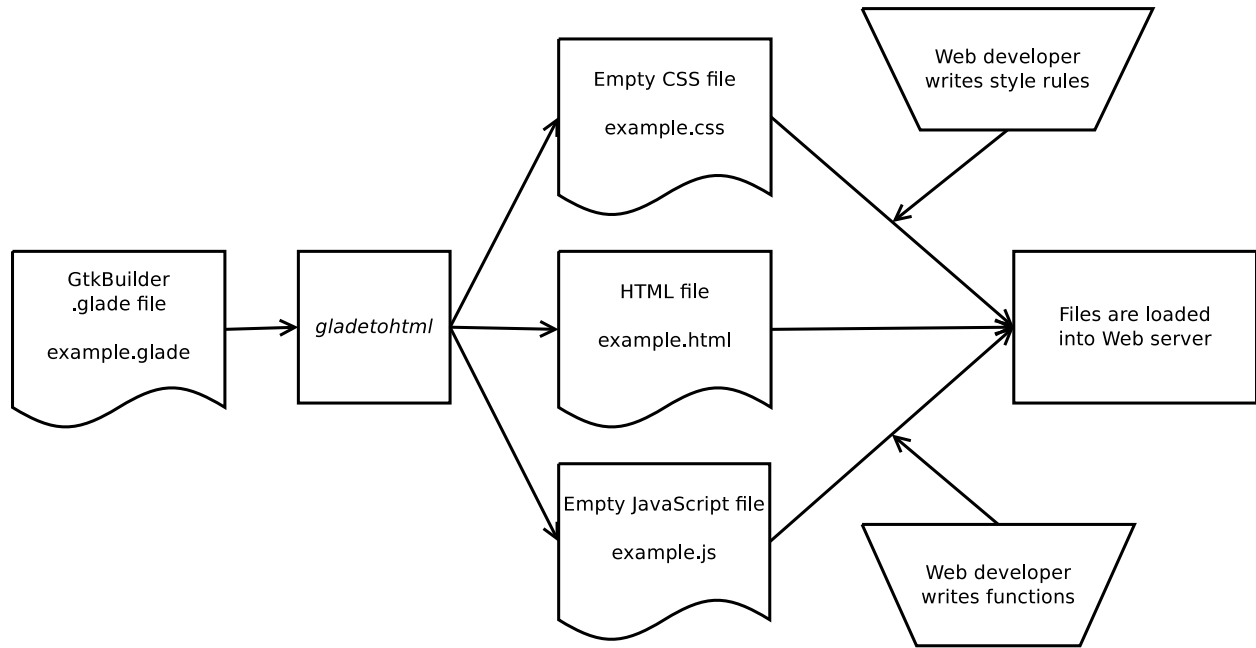 GtkBuilder
.glade file
example.glade
gladetohtml
Empty CSS file
example.css
HTML file
example.html
Empty JavaScript file
example.js
Web developer
writes style rules
Web developer
writes functions
Files are loaded
into Web server